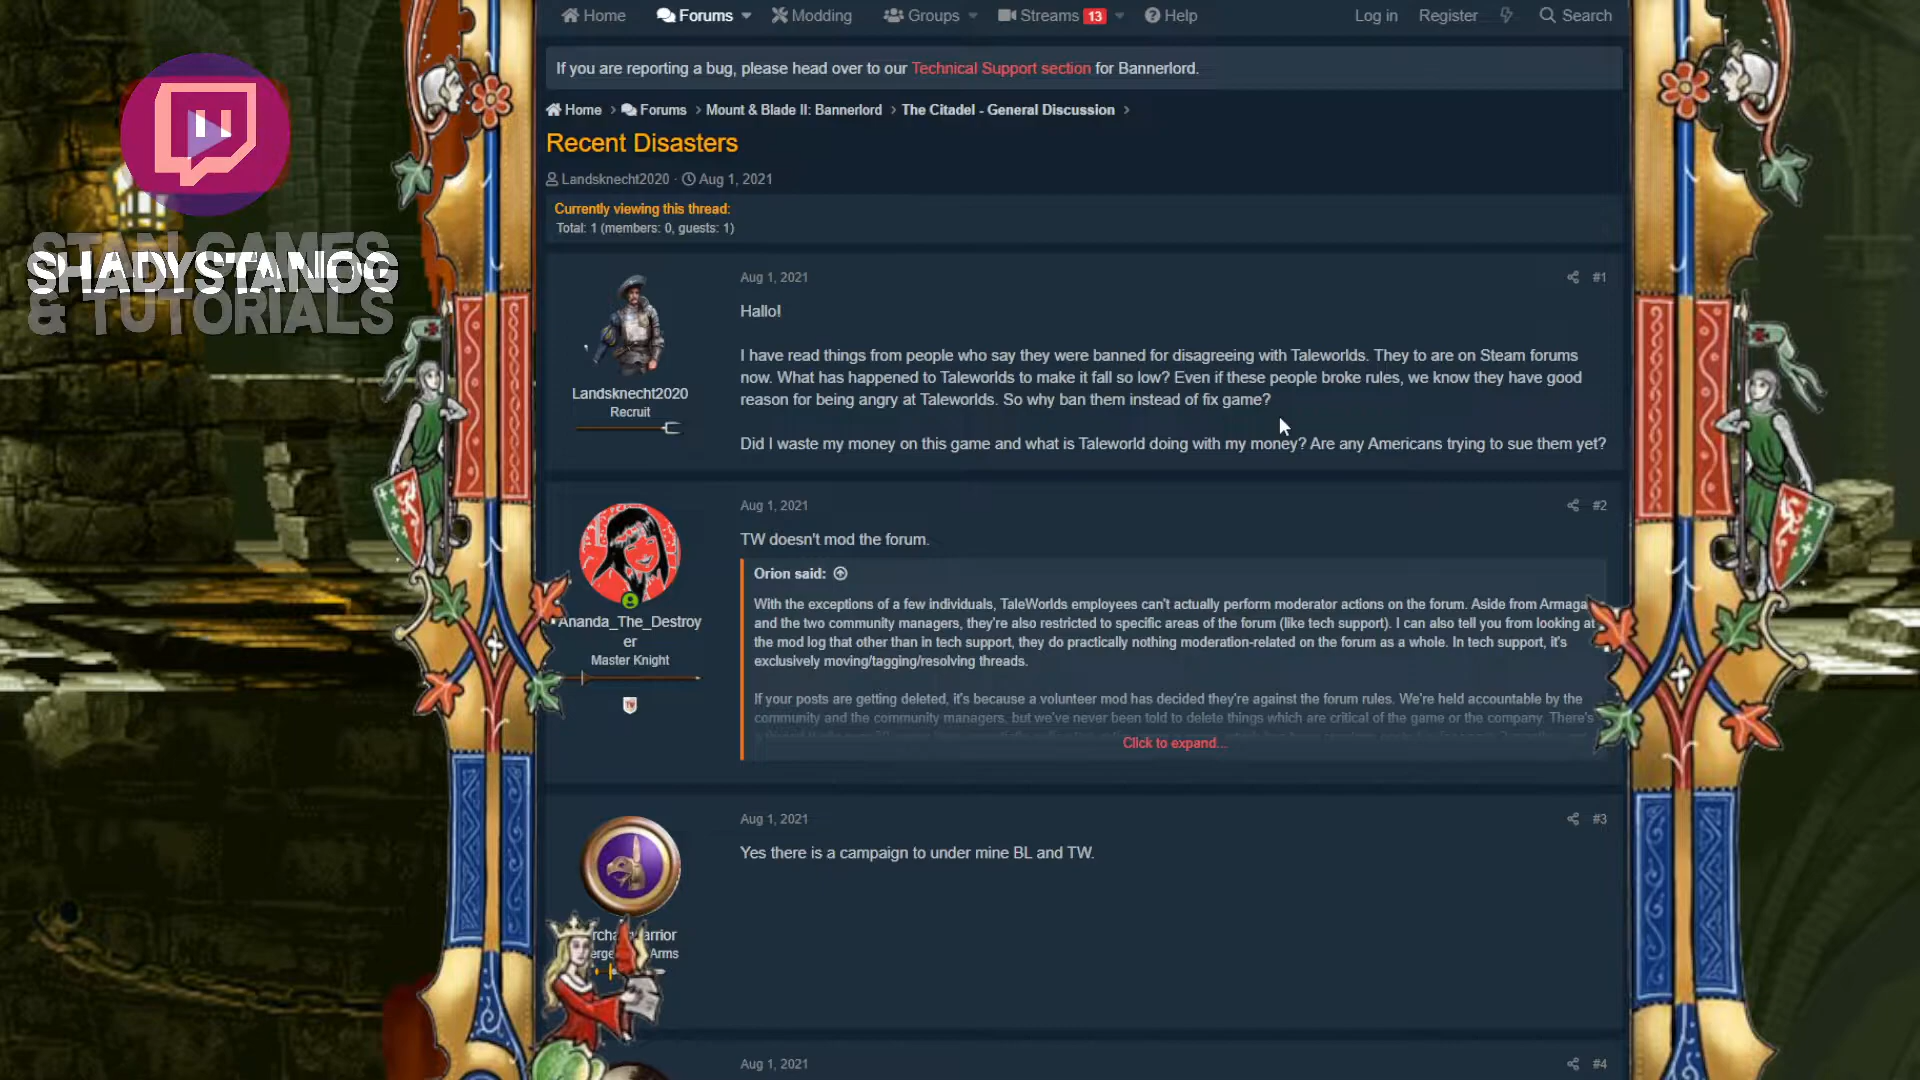 Home
Forums
Modding
Groups
Streams 13
Help
Log in
Register
Search
If you are reporting a bug, please head over to our Technical Support section for Bannerlord.
Home > Forums > Mount & Blade II: Bannerlord > The Citadel - General Discussion >
Recent Disasters
Landsknecht2020 · Aug 1, 2021
Currently viewing this thread:
Total: 1 (members: 0, guests: 1)
STAN GAMES
SHADYSTANGS
& TUTORIALS
Aug 1, 2021
#1
Hallo!
I have read things from people who say they were banned for disagreeing with Taleworlds. They to are on Steam forums
now. What has happened to Taleworlds to make it fall so low? Even if these people broke rules, we know they have good
reason for being angry at Taleworlds. So why ban them instead of fix game?
Did I waste my money on this game and what is Taleworld doing with my money? Are any Americans trying to sue them yet?
Landsknecht2020
Recruit
Aug 1, 2021
#2
TW doesn't mod the forum.
Orion said:
With the exceptions of a few individuals, TaleWorlds employees can't actually perform moderator actions on the forum. Aside from Armaga
and the two community managers, they're also restricted to specific areas of the forum (like tech support). I can also tell you from looking at
the mod log that other than in tech support, they do practically nothing moderation-related on the forum as a whole. In tech support, it's
exclusively moving/tagging/resolving threads.
If your posts are getting deleted, it's because a volunteer mod has decided they're against the forum rules. We're held accountable by the
community and the community managers, but we've never been told to delete things which are critical of the game or the company. There's
Click to expand...
Ananda_The_Destroy
er
Master Knight
TW
Aug 1, 2021
#3
Yes there is a campaign to under mine BL and TW.
Arms
Aug 1, 2021
#4